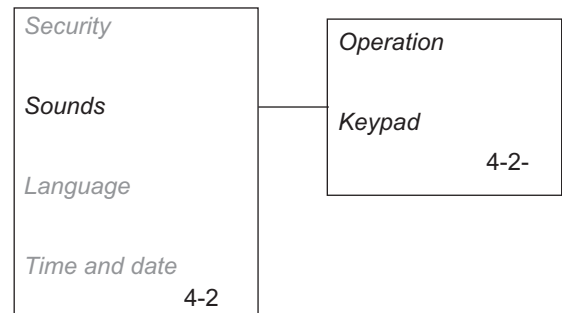 Security
Sounds
Language
Time and date
4-2
Operation
Keypad
4-2-